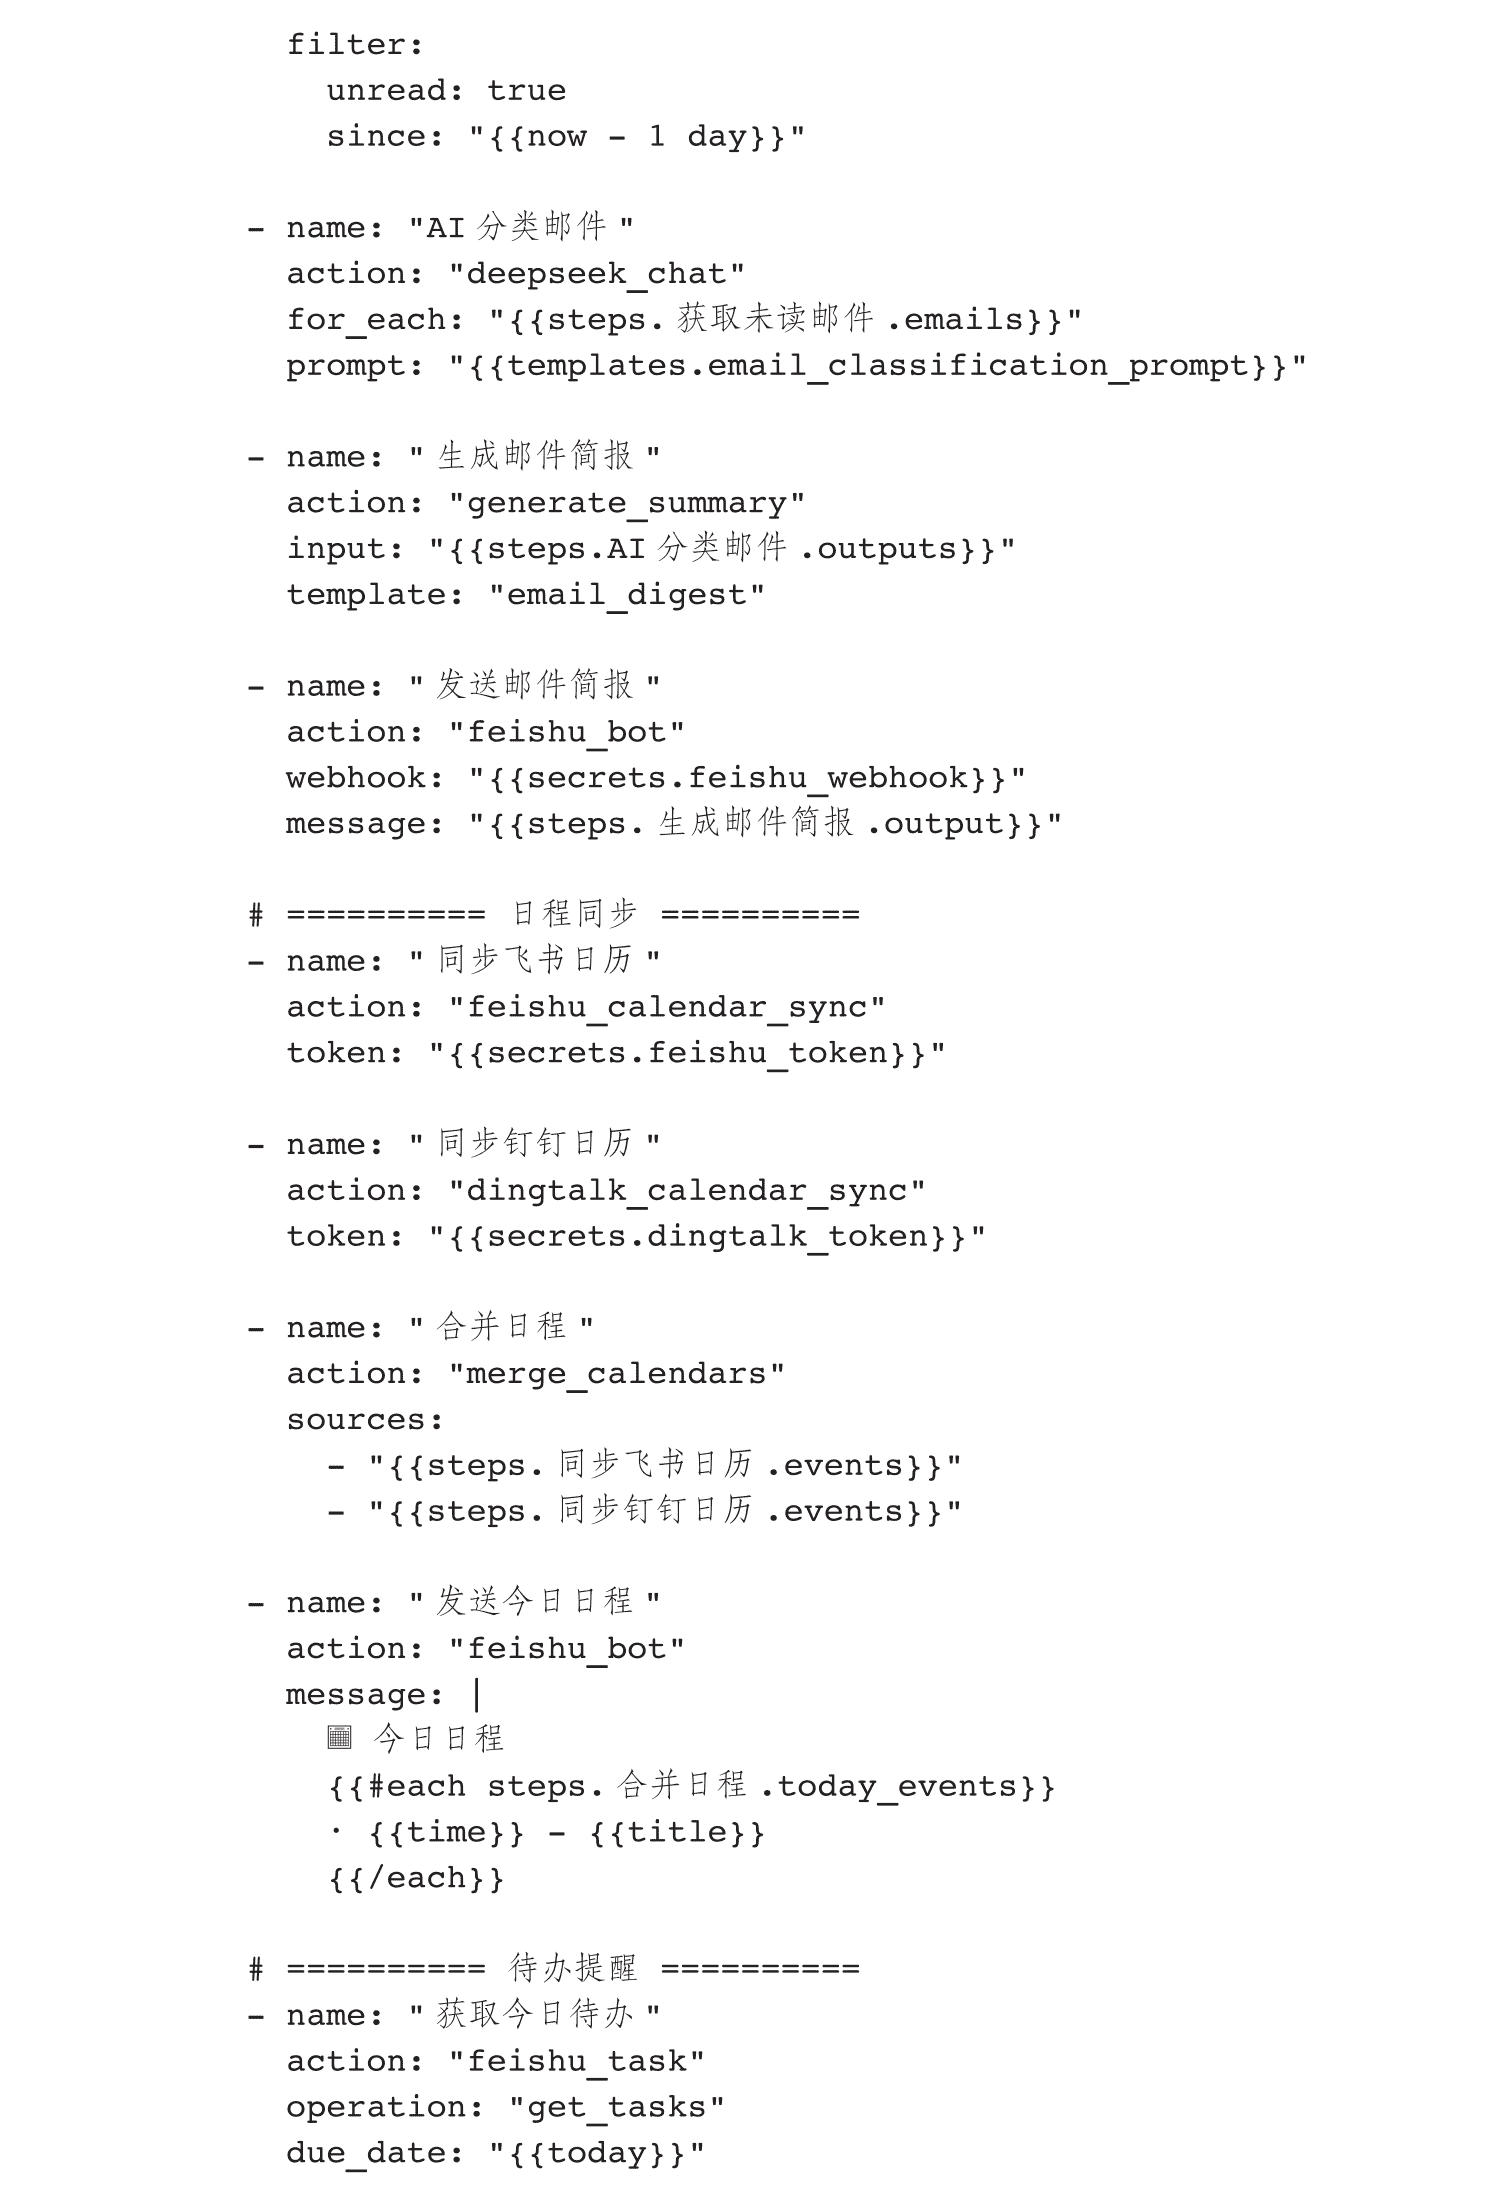 filter:
unread: true
since: "{{now - 1 day}}"
- name: "AI 分类邮件 "
action: "deepseek_chat"
for_each: "{{steps. 获取未读邮件 .emails}}"
prompt: "{{templates.email_classification_prompt}}"
- name: " 生成邮件简报 "
action: "generate_summary"
input: "{{steps.AI 分类邮件 .outputs}}"
template: "email_digest"
- name: " 发送邮件简报 "
action: "feishu_bot"
webhook: "{{secrets.feishu_webhook}}"
message: "{{steps. 生成邮件简报 .output}}"
# ========== 日程同步 ==========
- name: " 同步飞书日历 "
action: "feishu_calendar_sync"
token: "{{secrets.feishu_token}}"
- name: " 同步钉钉日历 "
action: "dingtalk_calendar_sync"
token: "{{secrets.dingtalk_token}}"
- name: " 合并日程 "
action: "merge_calendars"
sources:
- "{{steps. 同步飞书日历 .events}}"
- "{{steps. 同步钉钉日历 .events}}"
- name: " 发送今日日程 "
action: "feishu_bot"
message: |
📅 今日日程
{{#each steps. 合并日程 .today_events}}
· {{time}} - {{title}}
{{/each}}
# ========== 待办提醒 ==========
- name: " 获取今日待办 "
action: "feishu_task"
operation: "get_tasks"
due_date: "{{today}}"